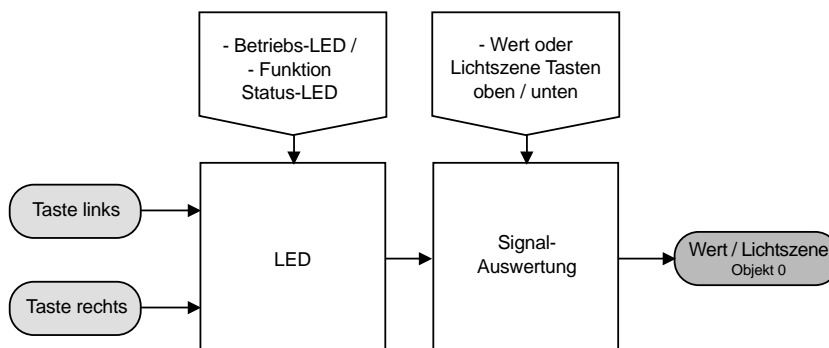 - Betriebs-LED /
- Funktion
Status-LED
- Wert oder
Lichtszene Tasten
oben / unten
Taste links
Taste rechts
LED
Signal-
Auswertung
Wert / Lichtszene
Objekt 0